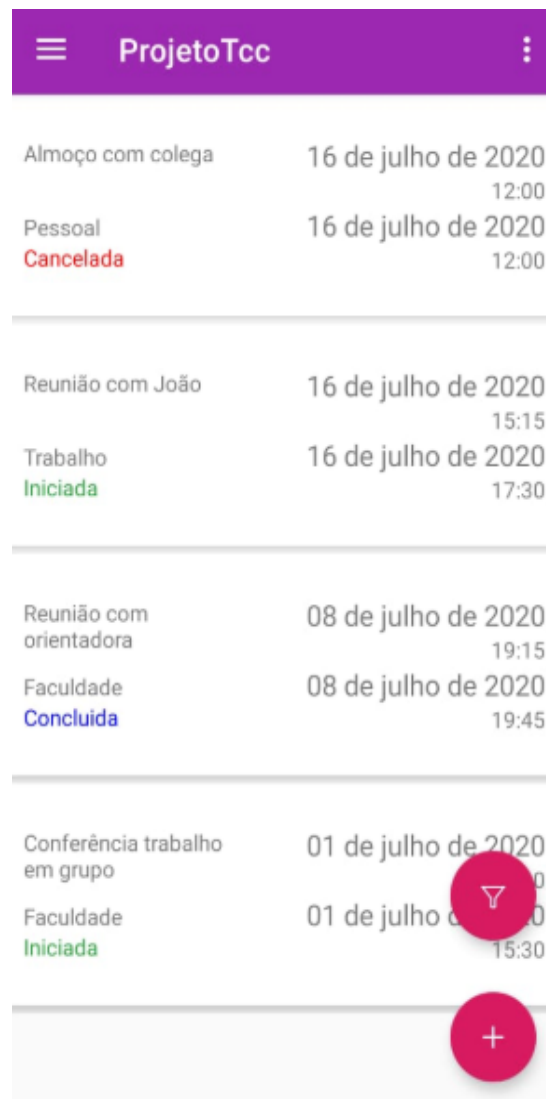 ProjetoTcc
Almoço com colega 16 de julho de 2020
12:00
Pessoal 16 de julho de 2020
Cancelada 12:00
Reunião com João 16 de julho de 2020
15:15
Trabalho 16 de julho de 2020
Iniciada 17:30
Reunião com 08 de julho de 2020
orientadora 19:15
Faculdade 08 de julho de 2020
Concluida 19:45
Conferência trabalho 01 de julho de 2020
em grupo
Faculdade 01 de julho
Iniciada 15:30